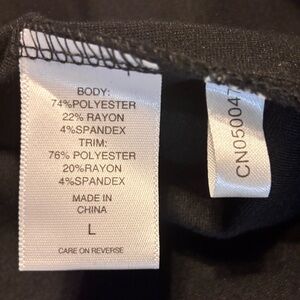 BODY:
74%POLYESTER
22% RAYON
4%SPANDEX
TRIM:
76% POLYESTER
20%RAYON
4%SPANDEX
MADE IN
CHINA
L
CARE ON REVERSE
CN050047